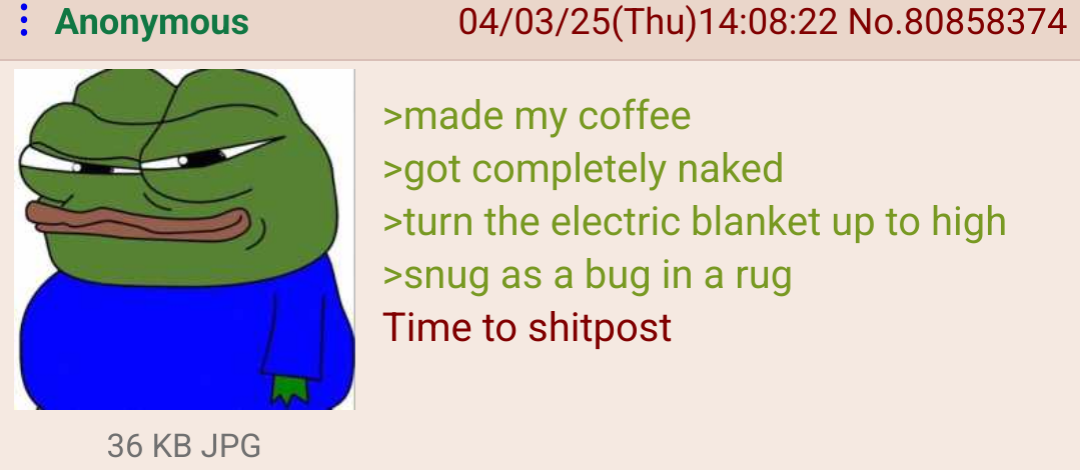 Anonymous 04/03/25(Thu)14:08:22 No.80858374
>made my coffee
>got completely naked
>turn the electric blanket up to high
>snug as a bug in a rug
Time to shitpost
36 KB JPG